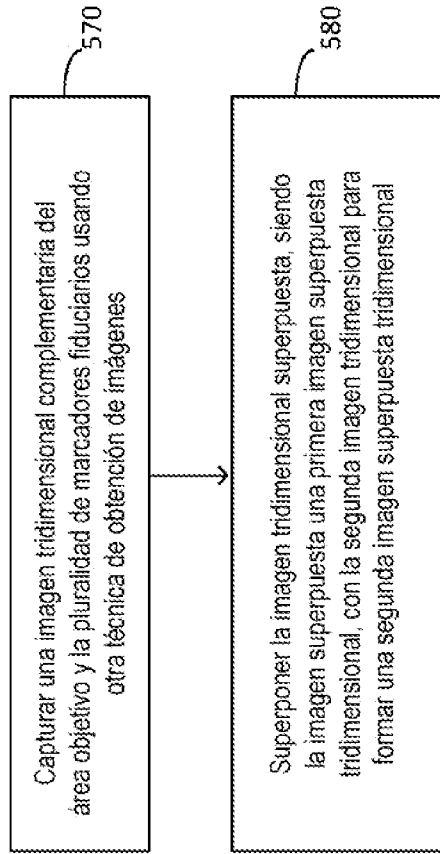 Capturar una imagen tridimensional complementaria del
área objetivo y la pluralidad de marcadores fiduciarios usando
otra técnica de obtención de imágenes
570
Superponer la imagen tridimensional superpuesta, siendo
la imagen superpuesta una primera imagen superpuesta
tridimensional, con la segunda imagen tridimensional para
formar una segunda imagen superpuesta tridimensional
580